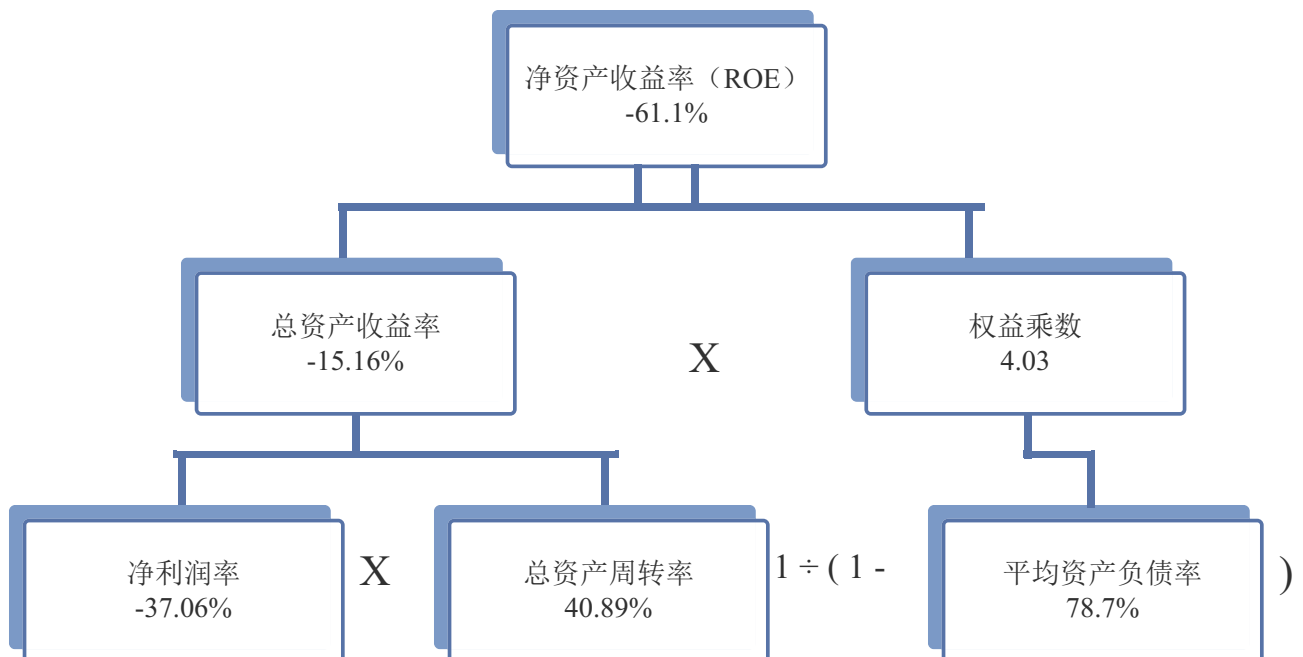 净资产收益率（ROE）
-61.1%
总资产收益率
-15.16%
X
权益乘数
4.03
净利润率
-37.06%
X
总资产周转率
40.89%
1 ÷ ( 1 -
平均资产负债率
78.7%
)